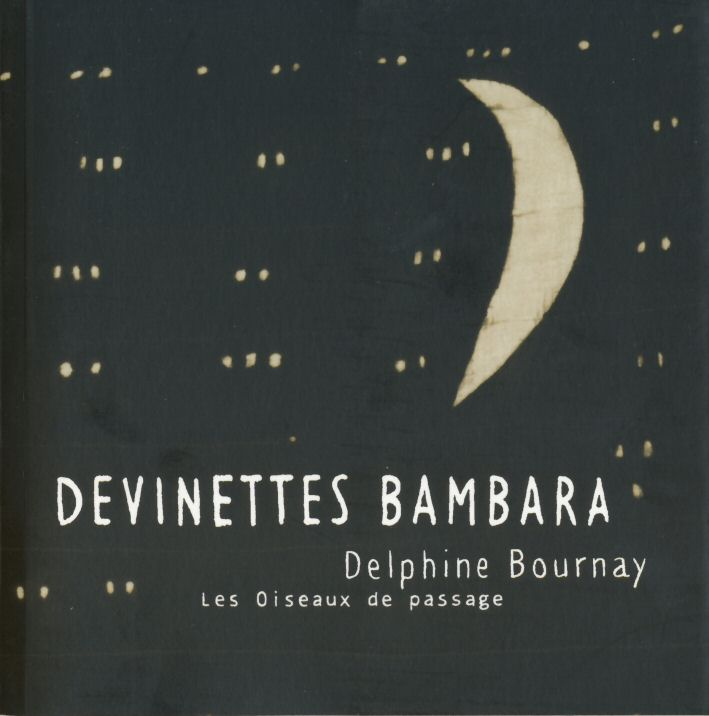 DEVINETTES BAMBARA
Delphine Bournay
Les Oiseaux de passage